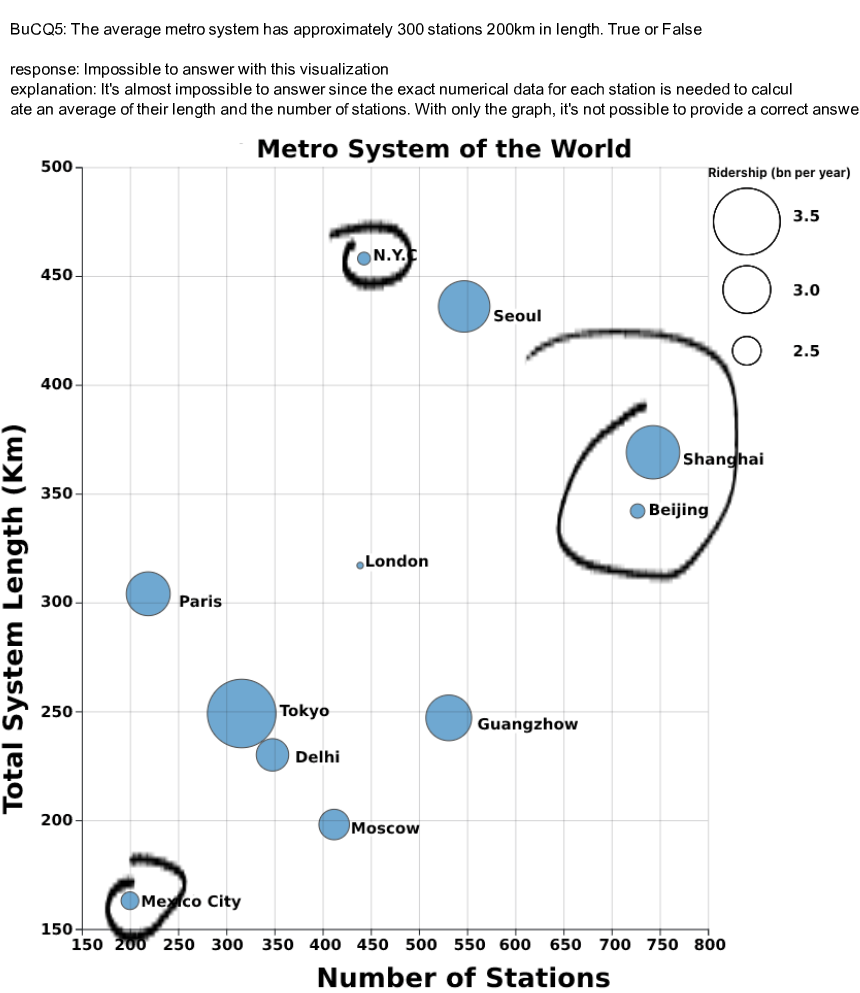 BuCQ5: The average metro system has approximately 300 stations 200km in length. True or False
response: Impossible to answer with this visualization
explanation: It's almost impossible to answer since the exact numerical data for each station is needed to calcul
ate an average of their length and the number of stations. With only the graph, it's not possible to provide a correct answe
Metro System of the World
Ridership (bn per year)
3.5
3.0
2.5
500
450
400
350
300
250
200
150
Total System Length (Km)
N.Y.C
Seoul
Shanghai
Beijing
London
Paris
Tokyo
Guangzhow
Delhi
Moscow
Mexico City
150 200 250 300 350 400 450 500 550 600 650 700 750 800
Number of Stations